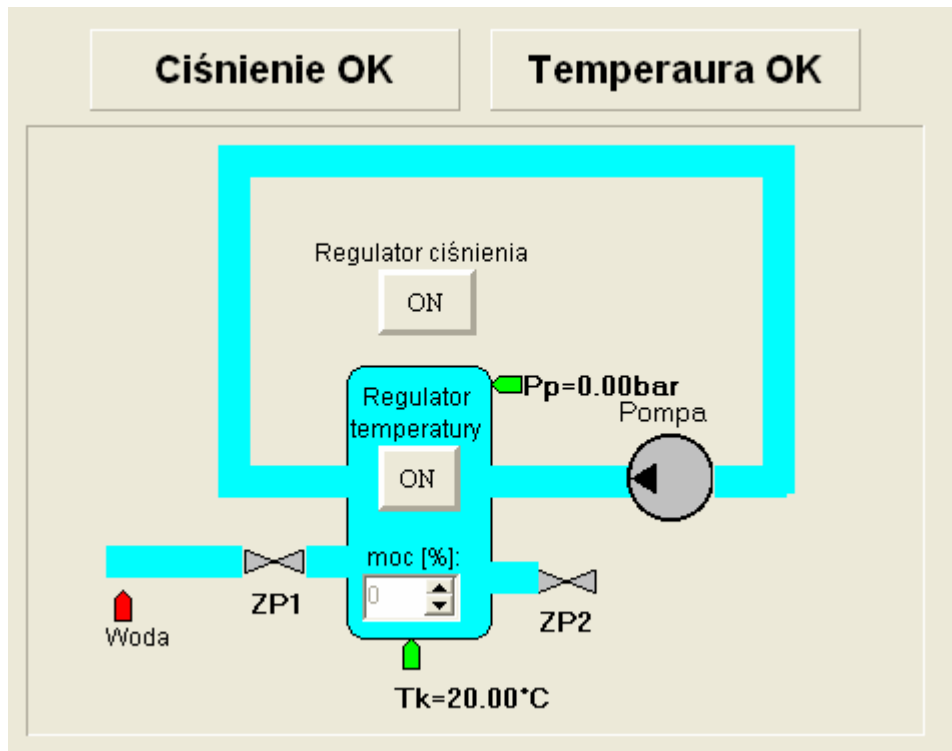 Ciśnienie OK
Temperaura OK
Regulator ciśnienia
ON
Regulator
temperatury
ON
Pp=0.00bar
Pompa
moc [%]:
0
ZP1
ZP2
Woda
Tk=20.00°C